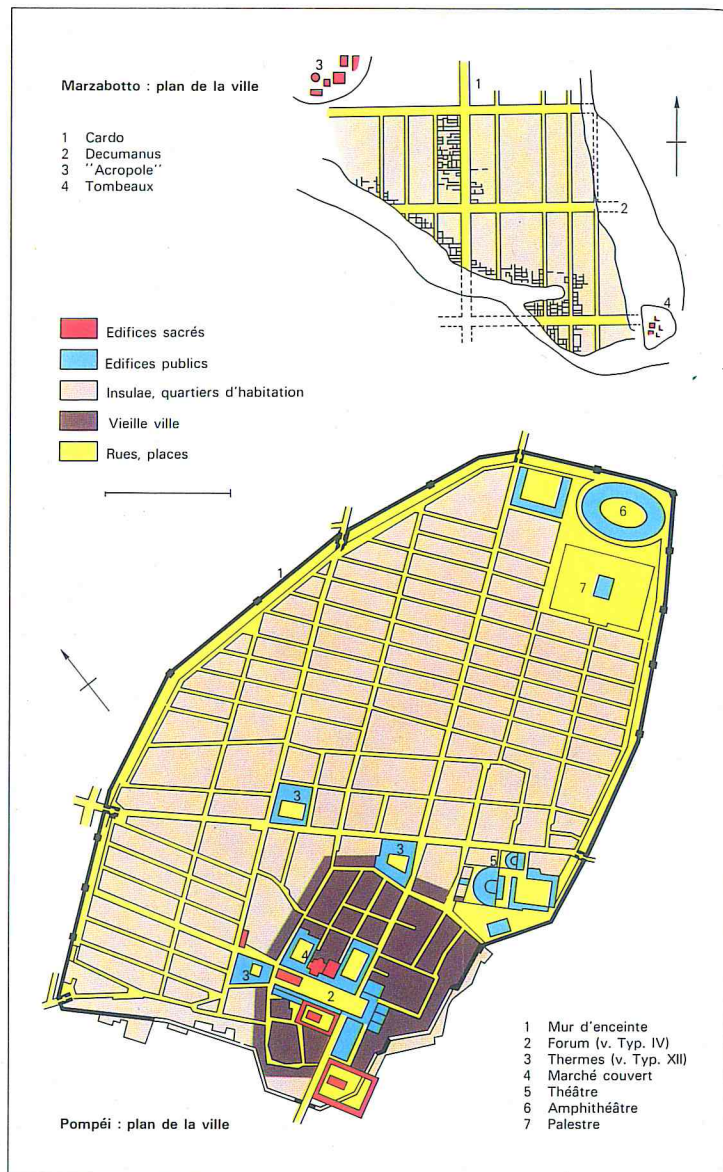 Marzabotto : plan de la ville
1 Cardo
2 Decumanus
3 "Acropole"
4 Tombeaux
3
1
2
4
Edifices sacrés
Edifices publics
Insulae, quartiers d'habitation
Vieille ville
Rues, places
6
7
1
3
3
5
4
3
2
1 Mur d'enceinte
2 Forum (v. Typ. IV)
3 Thermes (v. Typ. XII)
4 Marché couvert
5 Théâtre
6 Amphithéâtre
7 Palestre
Pompéi : plan de la ville